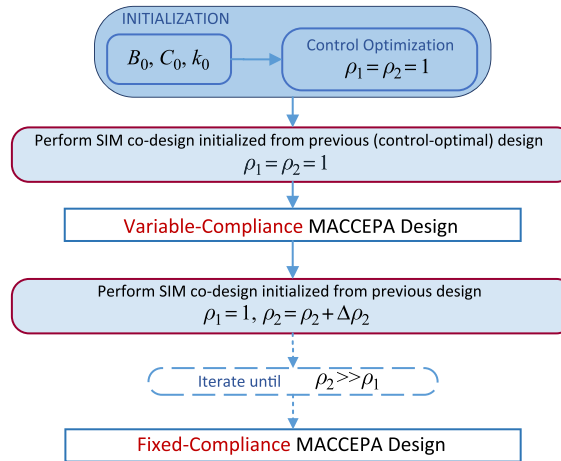 INITIALIZATION
B₀, C₀, k₀
Control Optimization
ρ₁ = ρ₂ = 1
Perform SIM co-design initialized from previous (control-optimal) design
ρ₁ = ρ₂ = 1
Variable-Compliance MACCEPA Design
Perform SIM co-design initialized from previous design
ρ₁ = 1, ρ₂ = ρ₂ + Δρ₂
Iterate until ρ₂ >> ρ₁
Fixed-Compliance MACCEPA Design